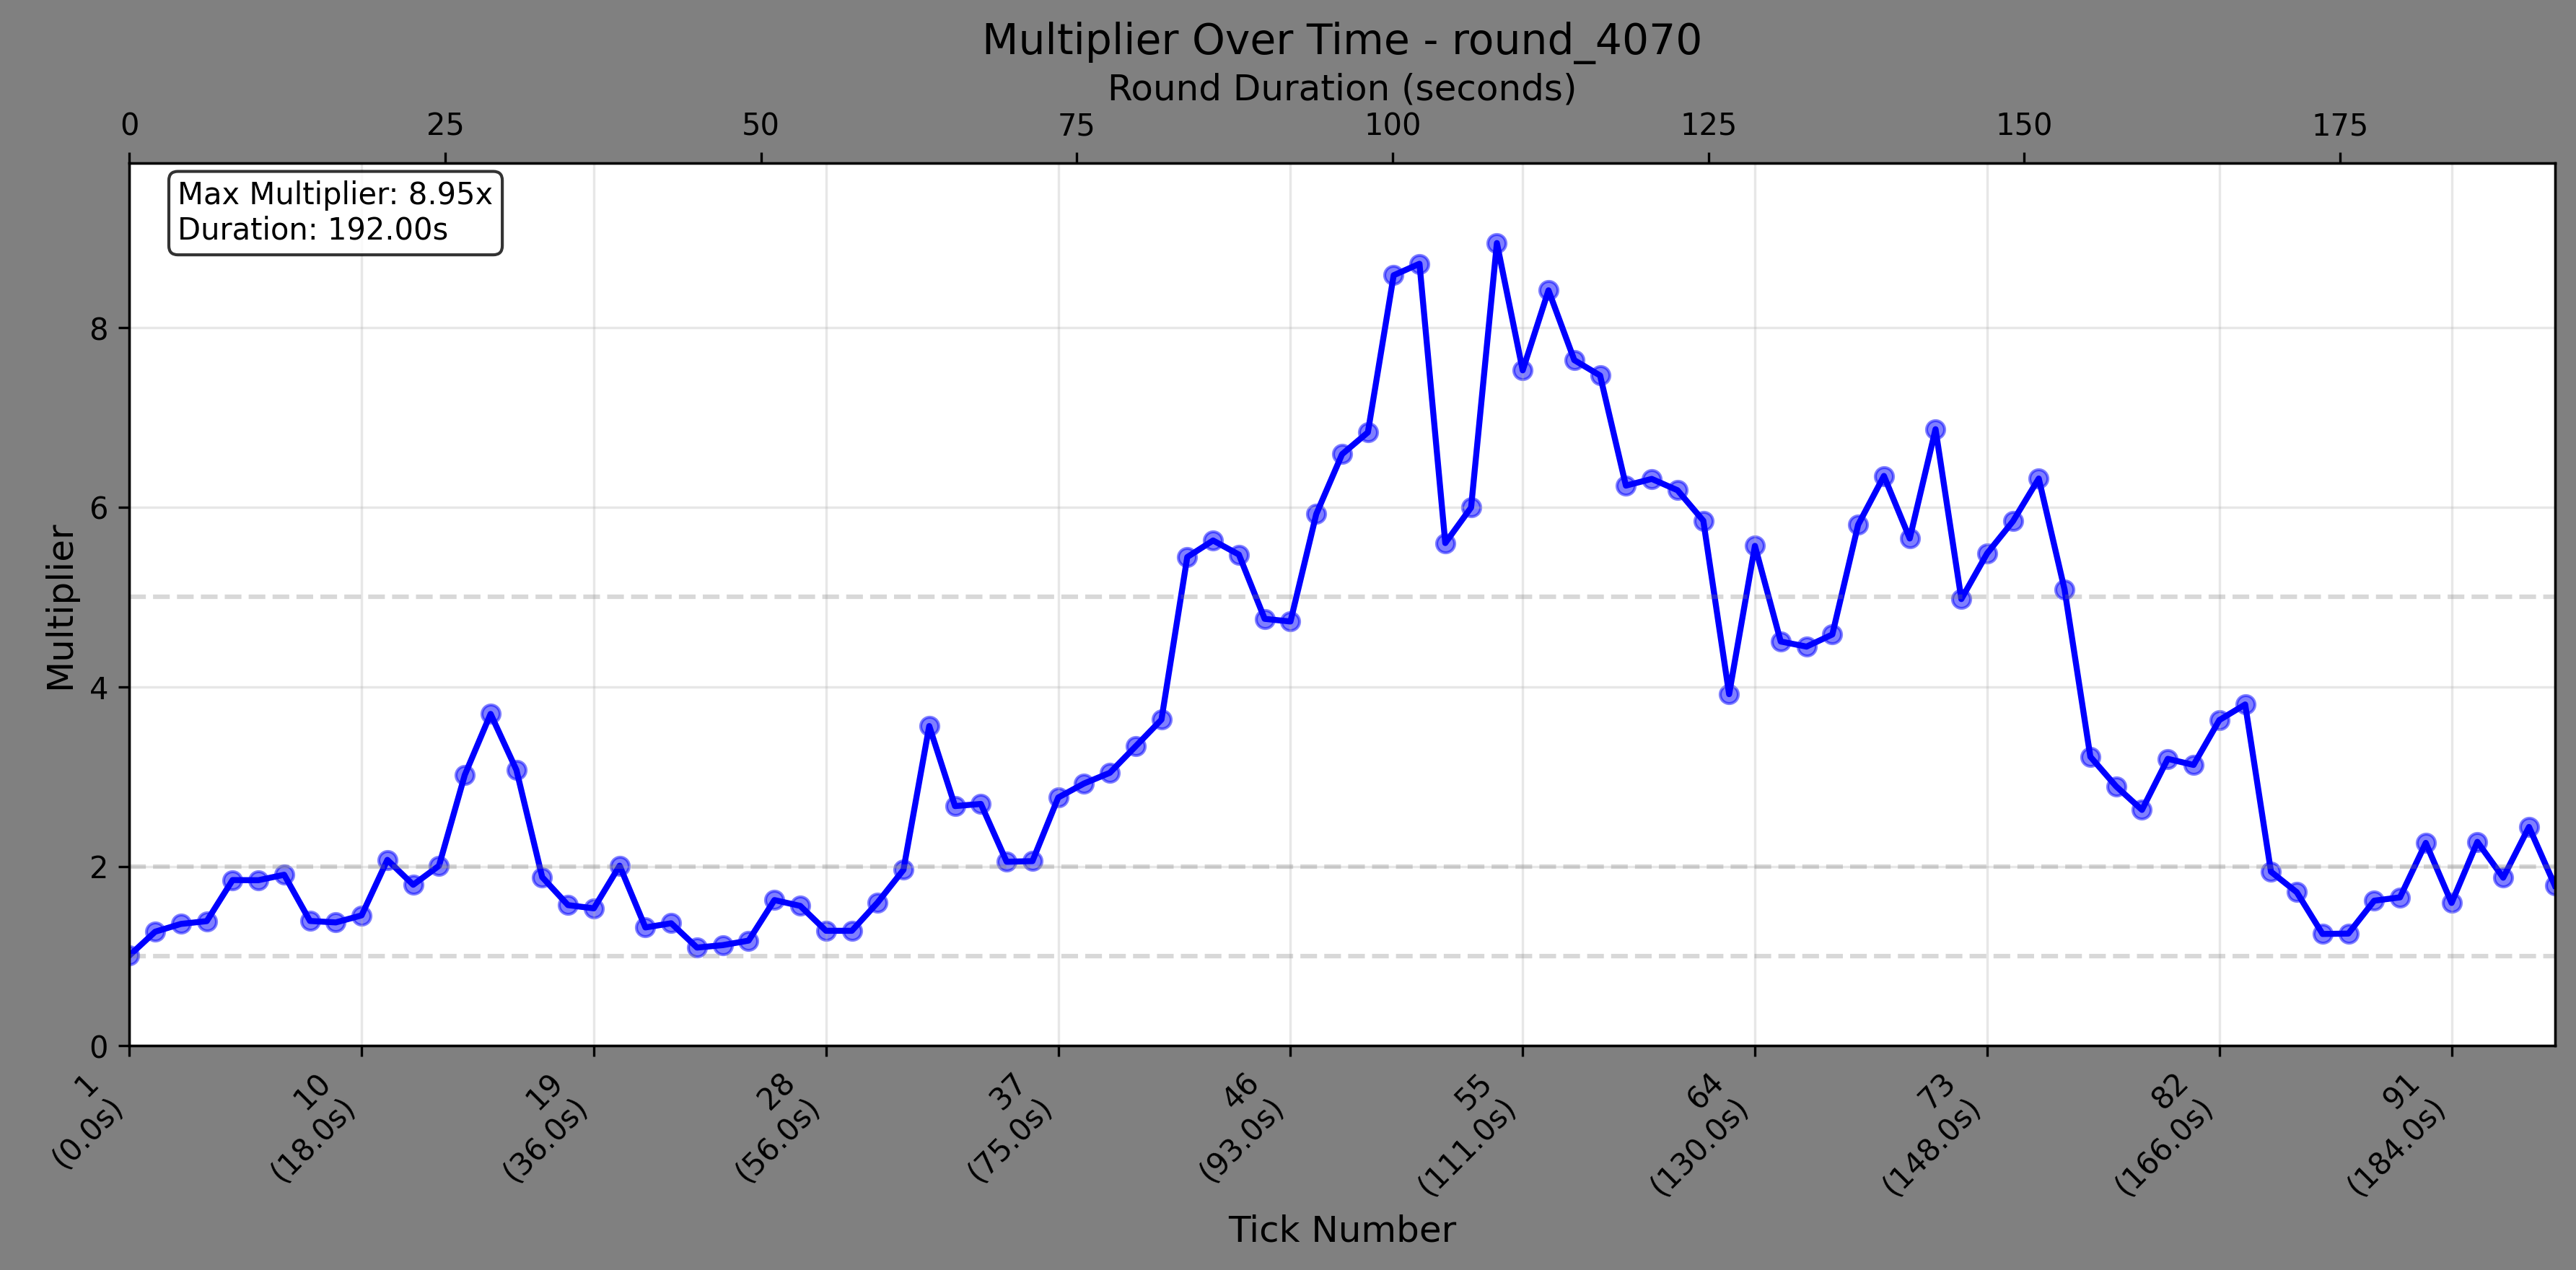 Multiplier Over Time - round_4070
Round Duration (seconds)
0 25 50 75 100 125 150 175
Max Multiplier: 8.95x
Duration: 192.00s
Multiplier
8
6
4
2
0
1
(0.0s)
10
(18.0s)
19
(36.0s)
28
(56.0s)
37
(75.0s)
46
(93.0s)
55
(111.0s)
64
(130.0s)
73
(148.0s)
82
(166.0s)
91
(184.0s)
Tick Number